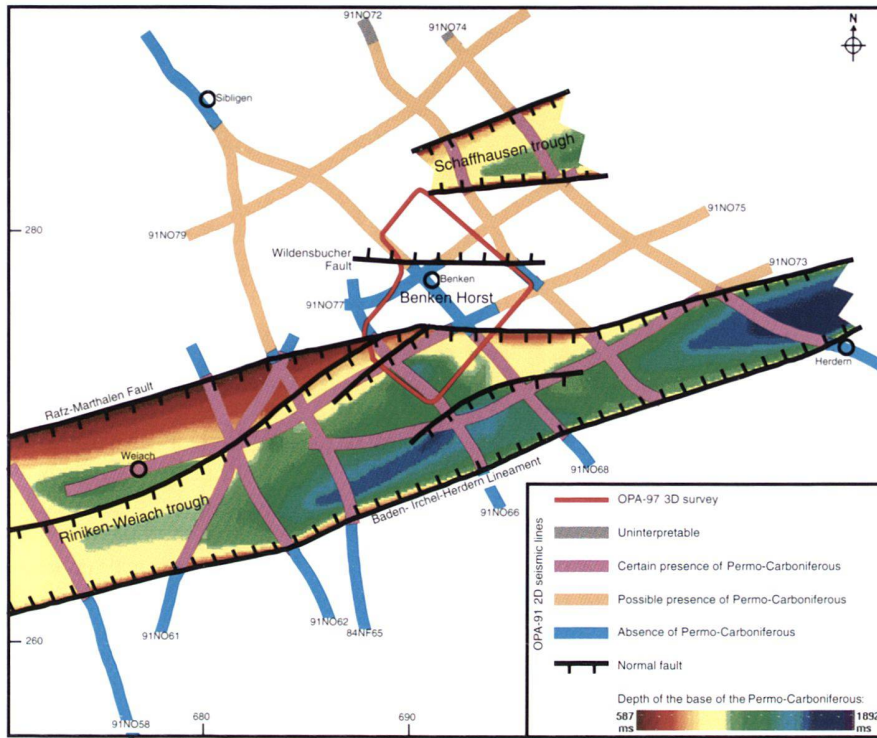 91NO72
91NO74
N
Sibligen
Schaffhausen trough
91NO79
91NO75
280
Wildensbucher
Fault
91NO73
Benken
Benken Horst
91NO77
Herdern
Rafz-Marthalen Fault
Weiach
91NO68
Baden-Irchel-Herdern Lineament
Riniken-Weiach trough
91NO66
91NO61
91NO62
84NF65
260
91NO58
680
690
OPA-91 2D seismic lines
OPA-97 3D survey
Uninterpretable
Certain presence of Permo-Carboniferous
Possible presence of Permo-Carboniferous
Absence of Permo-Carboniferous
Normal fault
Depth of the base of the Permo-Carboniferous:
587
ms
1892
ms